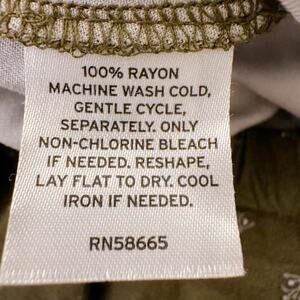 100% RAYON
MACHINE WASH COLD,
GENTLE CYCLE,
SEPARATELY. ONLY
NON-CHLORINE BLEACH
IF NEEDED. RESHAPE,
LAY FLAT TO DRY. COOL
IRON IF NEEDED.
RN58665